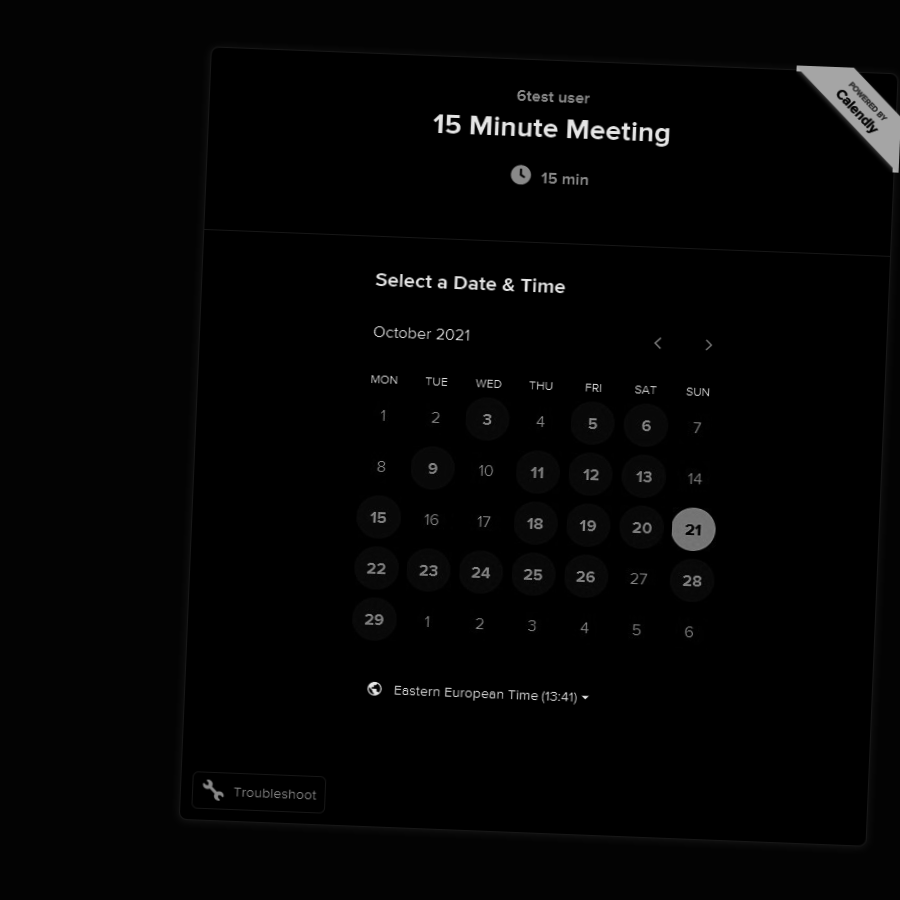 6test user
15 Minute Meeting
15 min
POWERED BY
Calendly
Select a Date & Time
October 2021
MON TUE WED THU FRI SAT SUN
1 2 3 4 5 6 7
8 9 10 11 12 13 14
15 16 17 18 19 20 21
22 23 24 25 26 27 28
29 1 2 3 4 5 6
Eastern European Time (13:41)
Troubleshoot